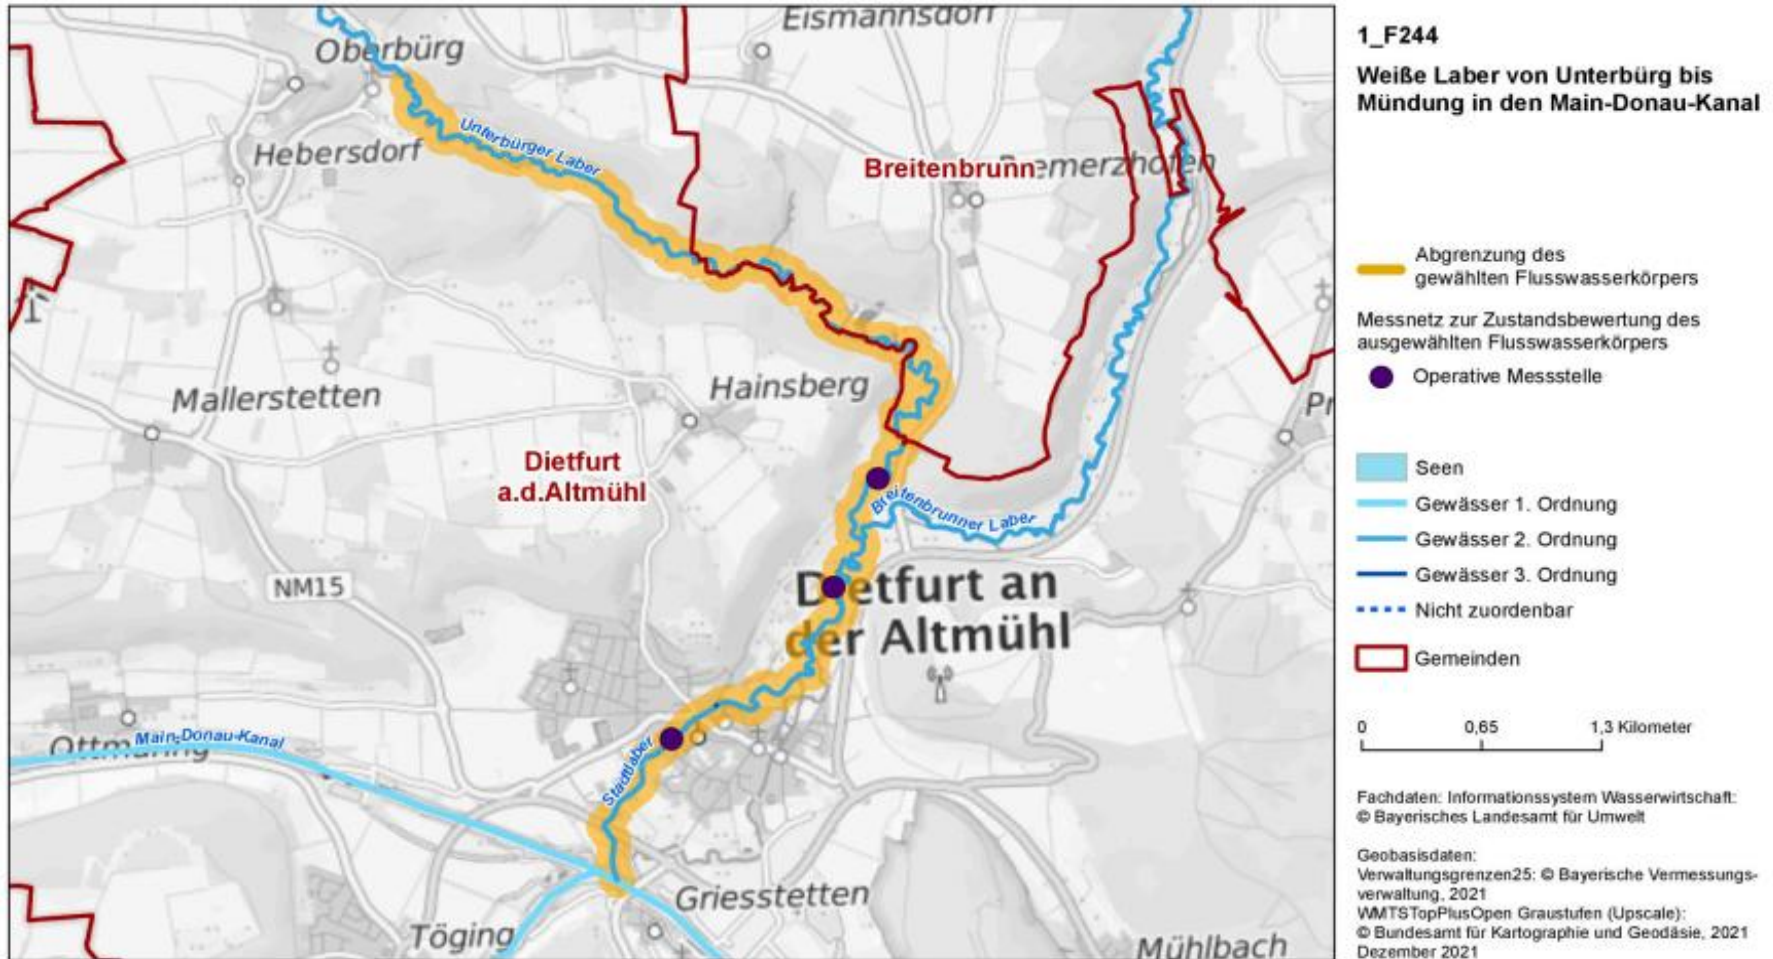 Eismannsdorf
Oberbürg
Unterbürger Laber
Hebersdorf
Breitenbrunn
emerzhofen
Mallerstetten
Hainsberg
Dietfurt
a.d.Altmühl
Breitenbrunner Laber
NM15
Dietfurt an
der Altmühl
Ottmaring
Main-Donau-Kanal
Stadtlaber
Griesstetten
Töging
Mühlbach
Pr
1_F244
Weiße Laber von Unterbürg bis
Mündung in den Main-Donau-Kanal
Abgrenzung des
gewählten Flusswasserkörpers
Messnetz zur Zustandsbewertung des
ausgewählten Flusswasserkörpers
Operative Messstelle
Seen
Gewässer 1. Ordnung
Gewässer 2. Ordnung
Gewässer 3. Ordnung
Nicht zuordenbar
Gemeinden
0 0,65 1,3 Kilometer
Fachdaten: Informationssystem Wasserwirtschaft:
© Bayerisches Landesamt für Umwelt
Geobasisdaten:
Verwaltungsgrenzen25: © Bayerische Vermessungs-
verwaltung, 2021
WMTSTopPlusOpen Graustufen (Upscale):
© Bundesamt für Kartographie und Geodäsie, 2021
Dezember 2021